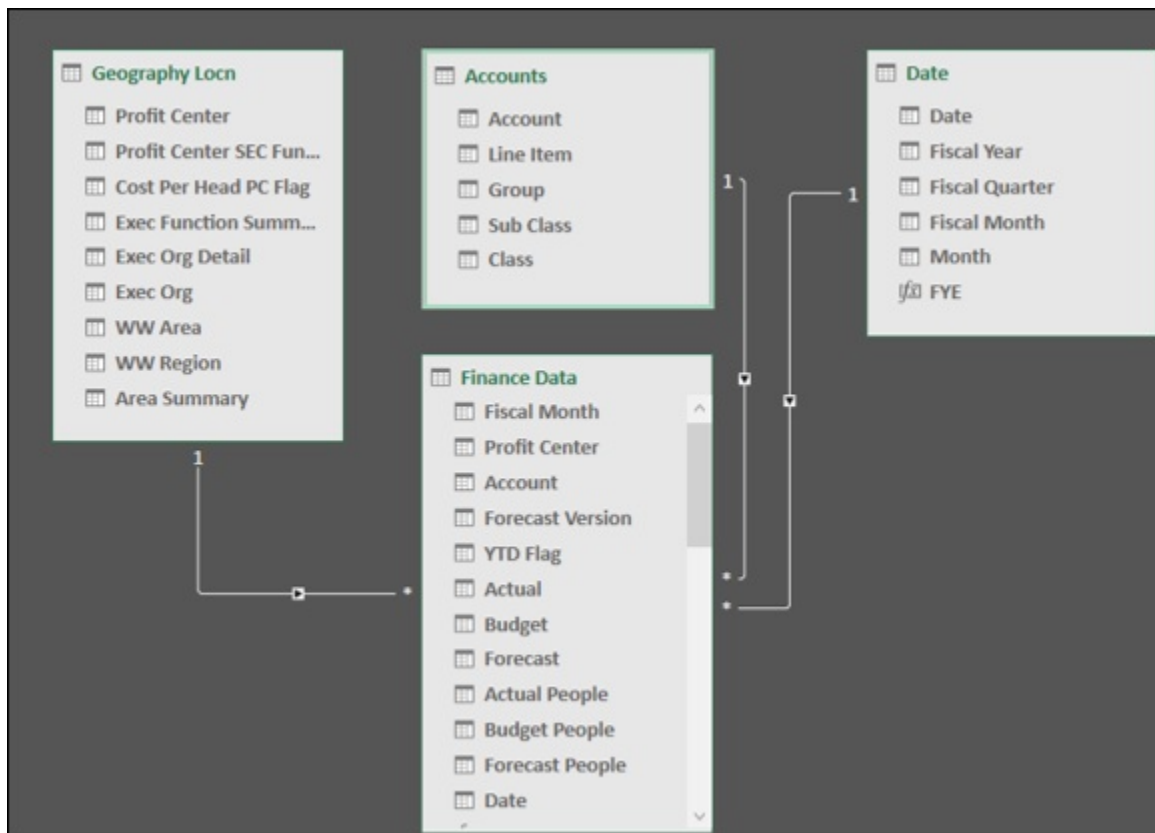 Geography Locn
Profit Center
Profit Center SEC Fun...
Cost Per Head PC Flag
Exec Function Summ...
Exec Org Detail
Exec Org
WW Area
WW Region
Area Summary
1
Accounts
Account
Line Item
Group
Sub Class
Class
1
Date
Date
Fiscal Year
Fiscal Quarter
Fiscal Month
Month
fx FYE
1
Finance Data
Fiscal Month
Profit Center
Account
Forecast Version
YTD Flag
Actual
Budget
Forecast
Actual People
Budget People
Forecast People
Date
*
*
*